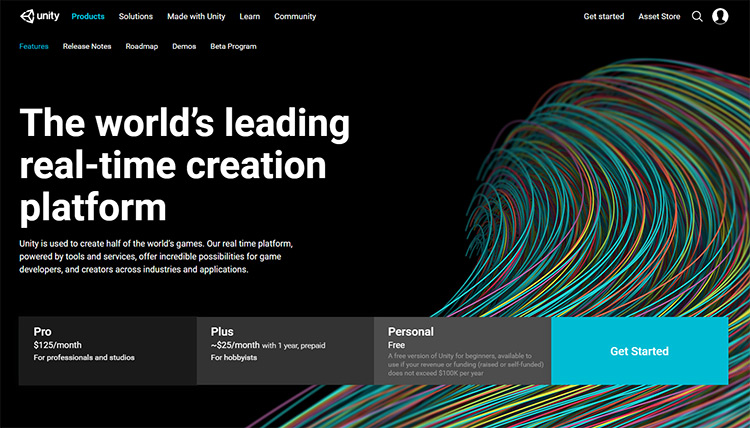 unity Products Solutions Made with Unity Learn Community Get started Asset Store
Features Release Notes Roadmap Demos Beta Program
The world’s leading
real-time creation
platform
Unity is used to create half of the world's games. Our real time platform,
powered by tools and services, offer incredible possibilities for game
developers, and creators across industries and applications.
Pro
$125/month
For professionals and studios
Plus
~$25/month with 1 year, prepaid
For hobbyists
Personal
Free
A free version of Unity for beginners, available to
use if your revenue or funding (raised or self-funded)
does not exceed $100K per year
Get Started